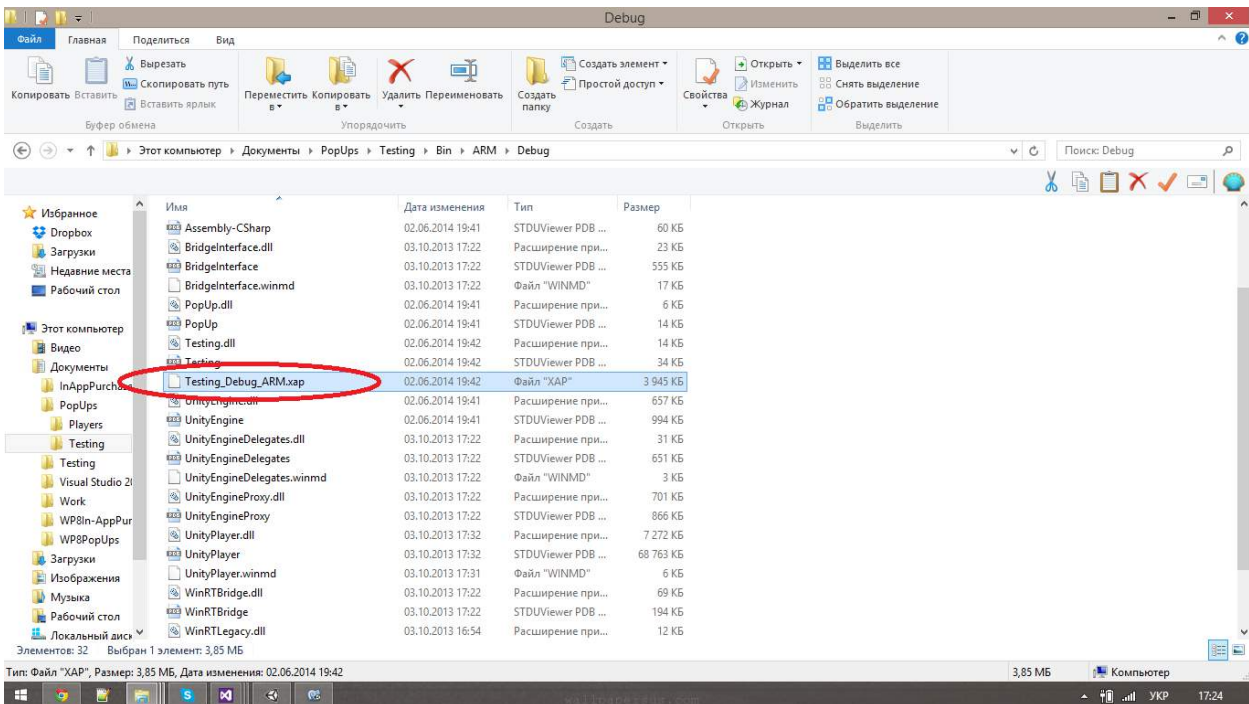 Debug
Файл Главная Поделиться Вид
Копировать Вставить Вырезать Скопировать путь Вставить ярлык Переместить в Копировать в Удалить Переименовать Создать папку Создать элемент Простой доступ Свойства Открыть Изменить Журнал Выделить все Снять выделение Обратить выделение
Буфер обмена Упорядочить Создать Открыть Выделить
Этот компьютер Документы PopUps Testing Bin ARM Debug Поиск: Debug
Избранное
Dropbox
Загрузки
Недавние места
Рабочий стол
Этот компьютер
Видео
Документы
InAppPurchas
PopUps
Players
Testing
Testing
Visual Studio 2
Work
WP8In-AppPur
WP8PopUps
Загрузки
Изображения
Музыка
Рабочий стол
Локальный диск
Имя Дата изменения Тип Размер
Assembly-CSharp 02.06.2014 19:41 STDUViewer PDB ... 60 КБ
BridgeInterface.dll 03.10.2013 17:22 Расширение при... 23 КБ
BridgeInterface 03.10.2013 17:22 STDUViewer PDB ... 555 КБ
BridgeInterface.winmd 03.10.2013 17:22 Файл "WINMD" 17 КБ
PopUp.dll 02.06.2014 19:41 Расширение при... 6 КБ
PopUp 02.06.2014 19:41 STDUViewer PDB ... 14 КБ
Testing.dll 02.06.2014 19:42 Расширение при... 14 КБ
Testing 02.06.2014 19:42 STDUViewer PDB ... 34 КБ
Testing_Debug_ARM.xap 02.06.2014 19:42 Файл "XAP" 3 945 КБ
UnityEngine.dll 02.06.2014 19:41 Расширение при... 657 КБ
UnityEngine 02.06.2014 19:41 STDUViewer PDB ... 994 КБ
UnityEngineDelegates.dll 03.10.2013 17:22 Расширение при... 31 КБ
UnityEngineDelegates 03.10.2013 17:22 STDUViewer PDB ... 651 КБ
UnityEngineDelegates.winmd 03.10.2013 17:22 Файл "WINMD" 3 КБ
UnityEngineProxy.dll 03.10.2013 17:22 Расширение при... 701 КБ
UnityEngineProxy 03.10.2013 17:22 STDUViewer PDB ... 866 КБ
UnityPlayer.dll 03.10.2013 17:32 Расширение при... 7 272 КБ
UnityPlayer 03.10.2013 17:32 STDUViewer PDB ... 68 763 КБ
UnityPlayer.winmd 03.10.2013 17:31 Файл "WINMD" 6 КБ
WinRTBridge.dll 03.10.2013 17:22 Расширение при... 69 КБ
WinRTBridge 03.10.2013 17:22 STDUViewer PDB ... 194 КБ
WinRTLegacy.dll 03.10.2013 16:54 Расширение при... 12 КБ
Элементов: 32 Выбран 1 элемент: 3,85 МБ
Тип: Файл "XAP", Размер: 3,85 МБ, Дата изменения: 02.06.2014 19:42 3,85 МБ Компьютер
УКР 17:24